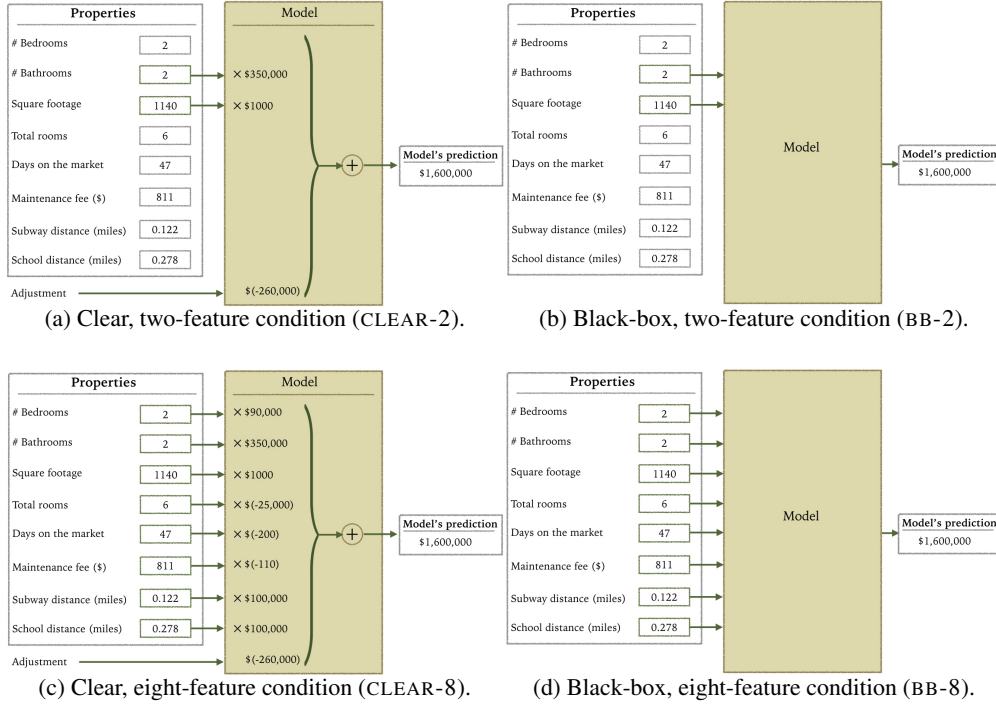 Properties
# Bedrooms 2
# Bathrooms 2
Square footage 1140
Total rooms 6
Days on the market 47
Maintenance fee ($) 811
Subway distance (miles) 0.122
School distance (miles) 0.278
Adjustment
Model
× $350,000
× $1000
$(-260,000)
+
Model's prediction
$1,600,000
(a) Clear, two-feature condition (CLEAR-2).
Properties
# Bedrooms 2
# Bathrooms 2
Square footage 1140
Total rooms 6
Days on the market 47
Maintenance fee ($) 811
Subway distance (miles) 0.122
School distance (miles) 0.278
Model
Model's prediction
$1,600,000
(b) Black-box, two-feature condition (BB-2).
Properties
# Bedrooms 2
# Bathrooms 2
Square footage 1140
Total rooms 6
Days on the market 47
Maintenance fee ($) 811
Subway distance (miles) 0.122
School distance (miles) 0.278
Adjustment
Model
× $90,000
× $350,000
× $1000
× $(-25,000)
× $(-200)
× $(-110)
× $100,000
× $100,000
$(-260,000)
+
Model's prediction
$1,600,000
(c) Clear, eight-feature condition (CLEAR-8).
Properties
# Bedrooms 2
# Bathrooms 2
Square footage 1140
Total rooms 6
Days on the market 47
Maintenance fee ($) 811
Subway distance (miles) 0.122
School distance (miles) 0.278
Model
Model's prediction
$1,600,000
(d) Black-box, eight-feature condition (BB-8).